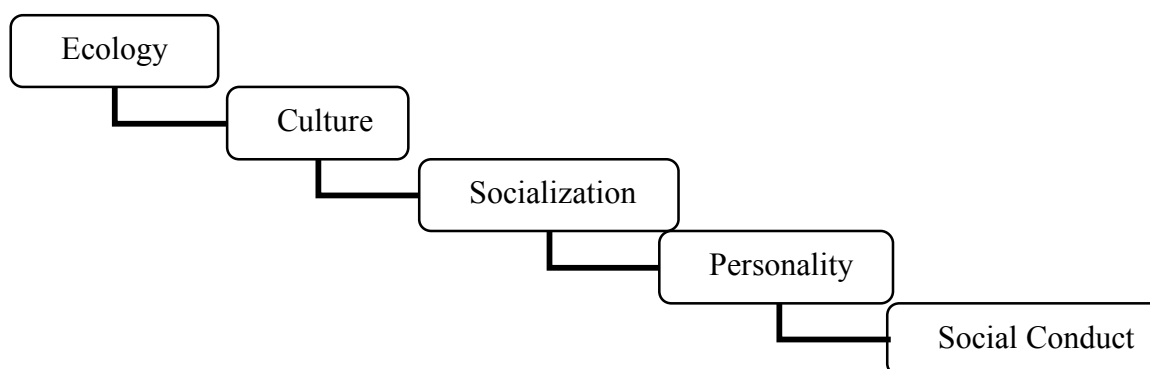 Ecology
Culture
Socialization
Personality
Social Conduct